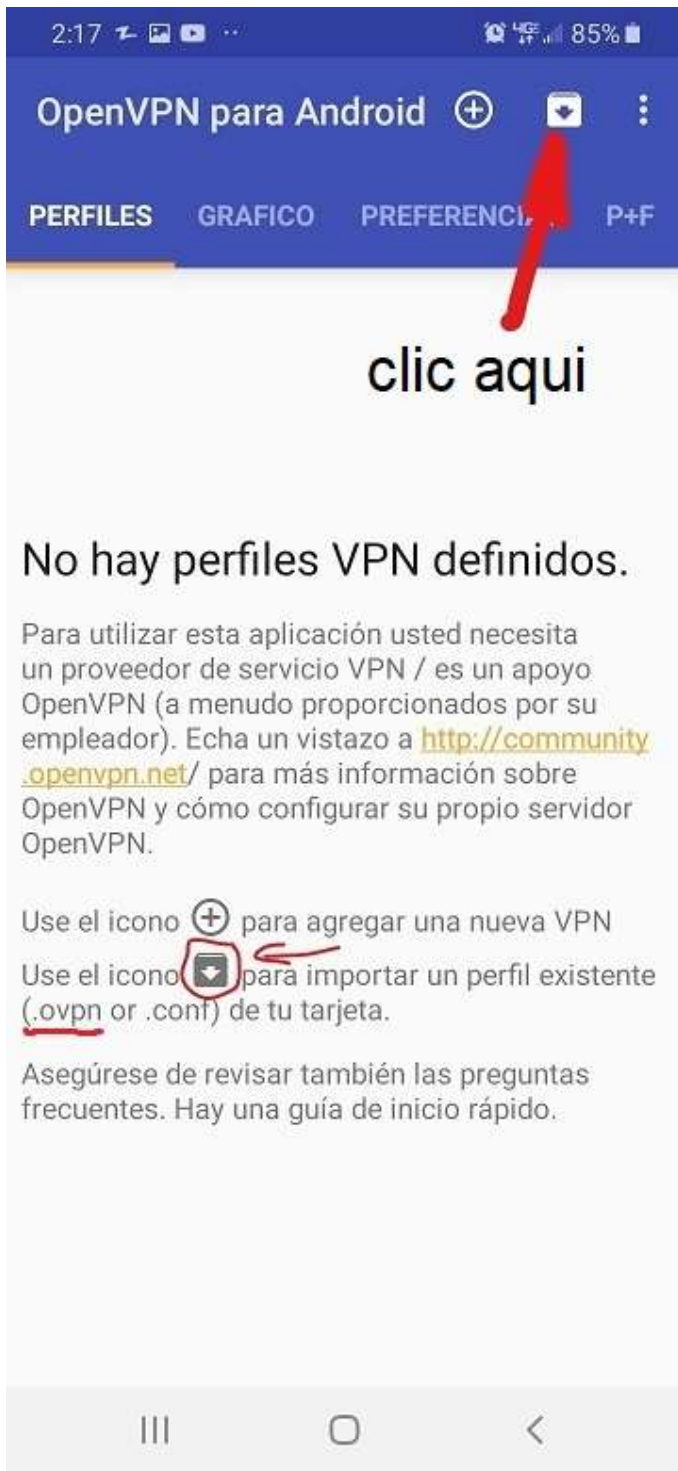 2:17 85%
OpenVPN para Android
PERFILES GRAFICO PREFERENCIA P+F
clic aqui
No hay perfiles VPN definidos.
Para utilizar esta aplicación usted necesita
un proveedor de servicio VPN / es un apoyo
OpenVPN (a menudo proporcionados por su
empleador). Echa un vistazo a http://community
.openvpn.net/ para más información sobre
OpenVPN y cómo configurar su propio servidor
OpenVPN.
Use el icono para agregar una nueva VPN
Use el icono para importar un perfil existente
(.ovpn or .conf) de tu tarjeta.
Asegúrese de revisar también las preguntas
frecuentes. Hay una guía de inicio rápido.